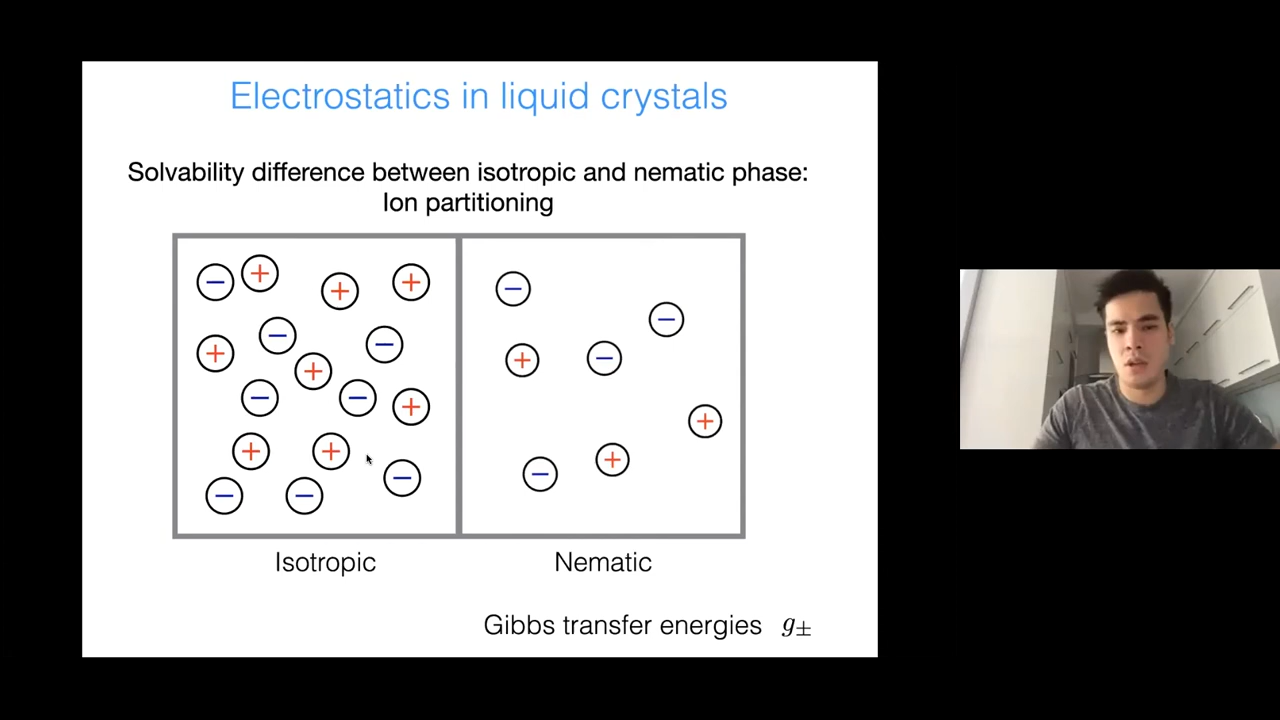 Electrostatics in liquid crystals
Solvability difference between isotropic and nematic phase:
Ion partitioning
Isotropic
Nematic
Gibbs transfer energies g±